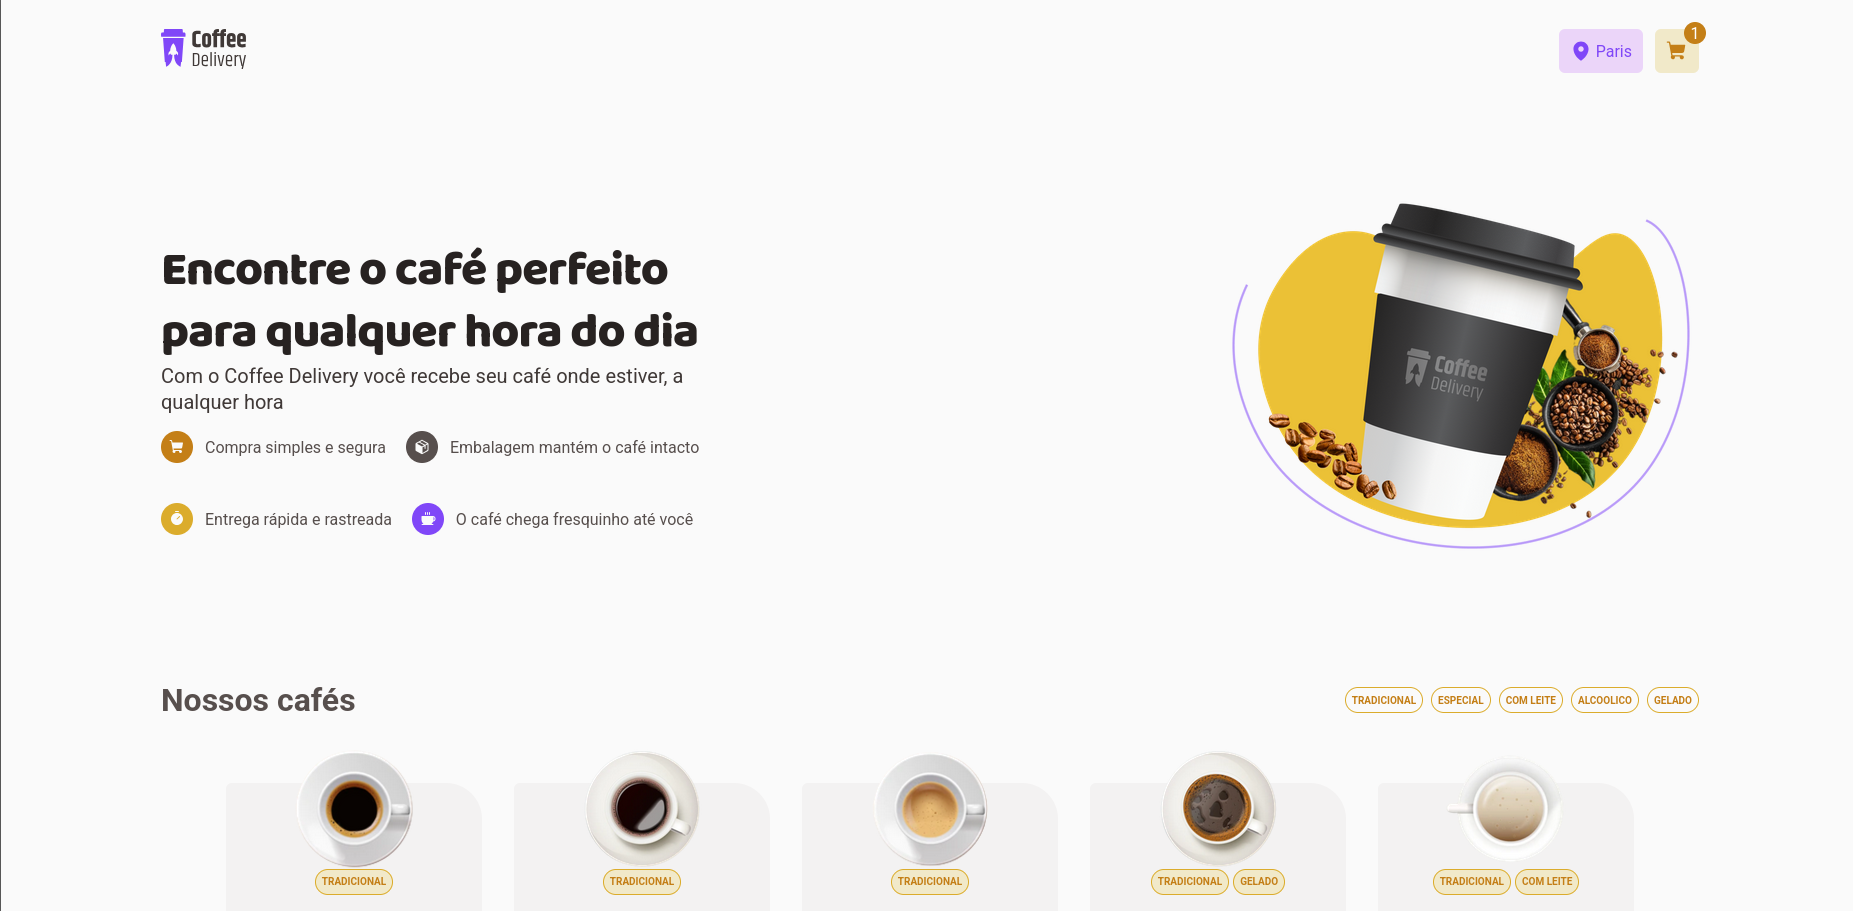 Coffee
Delivery
Paris
1
Encontre o café perfeito
para qualquer hora do dia
Com o Coffee Delivery você recebe seu café onde estiver, a
qualquer hora
Compra simples e segura
Embalagem mantém o café intacto
Entrega rápida e rastreada
O café chega fresquinho até você
Coffee
Delivery
Nossos cafés
TRADICIONAL
ESPECIAL
COM LEITE
ALCOOLICO
GELADO
TRADICIONAL
TRADICIONAL
TRADICIONAL
TRADICIONAL
GELADO
TRADICIONAL
COM LEITE